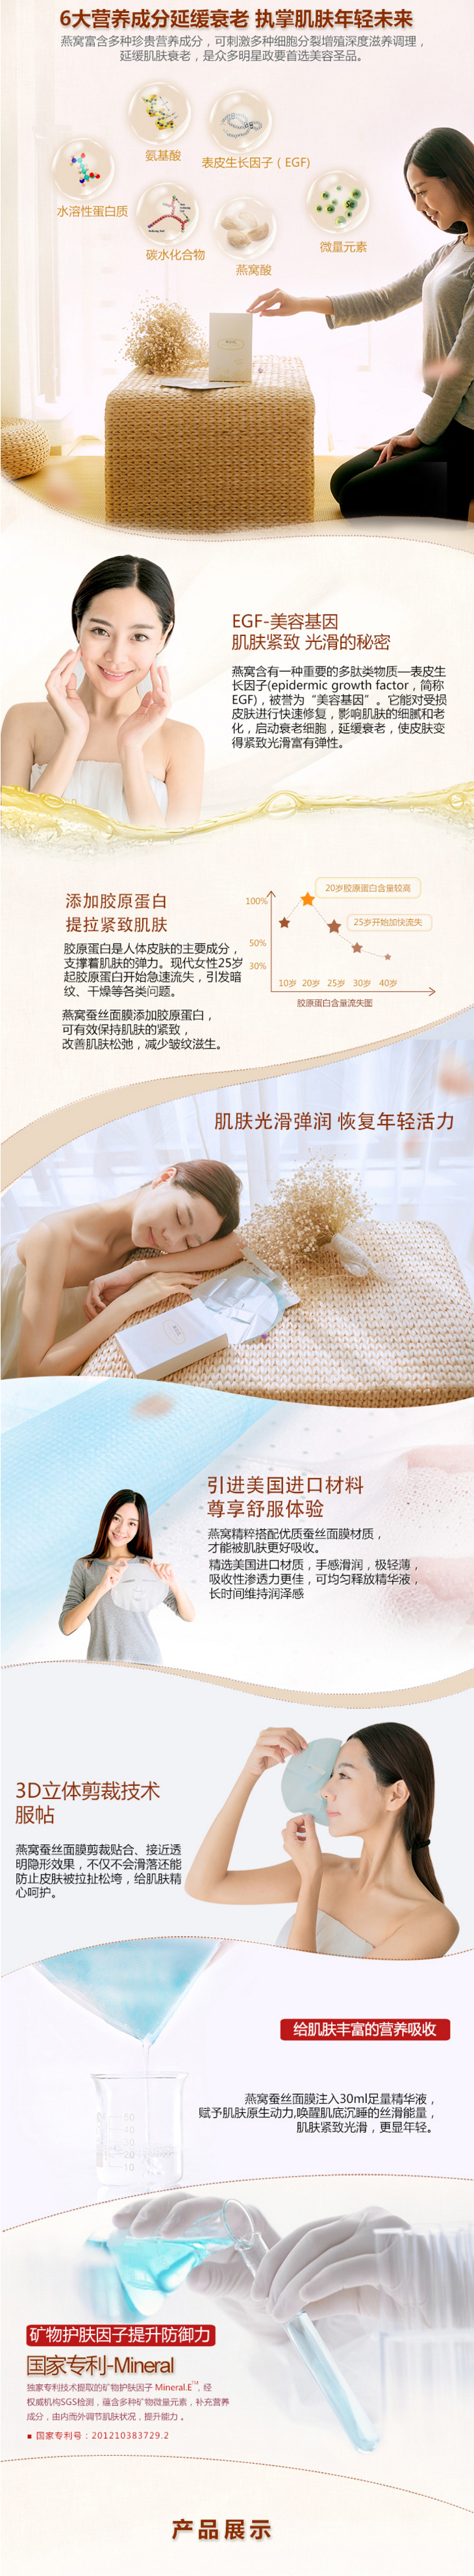 6大营养成分延缓衰老 执掌肌肤年轻未来
燕窝富含多种珍贵营养成分，可刺激多种细胞分裂增殖深度滋养调理，
延缓肌肤衰老，是众多明星政要首选美容圣品。
氨基酸
表皮生长因子（EGF)
水溶性蛋白质
碳水化合物
微量元素
燕窝酸
EGF-美容基因
肌肤紧致 光滑的秘密
燕窝含有一种重要的多肽类物质—表皮生
长因子(epidermic growth factor，简称
EGF)，被誉为“美容基因”。它能对受损
皮肤进行快速修复，影响肌肤的细腻和老
化，启动衰老细胞，延缓衰老，使皮肤变
得紧致光滑富有弹性。
添加胶原蛋白
提拉紧致肌肤
胶原蛋白是人体皮肤的主要成分，
支撑着肌肤的弹力。现代女性25岁
起胶原蛋白开始急速流失，引发暗
纹、干燥等各类问题。
燕窝蚕丝面膜添加胶原蛋白，
可有效保持肌肤的紧致，
改善肌肤松弛，减少皱纹滋生。
20岁胶原蛋白含量较高
100%
25岁开始加快流失
50%
30%
10岁 20岁 25岁 30岁 40岁
胶原蛋白含量流失图
肌肤光滑弹润 恢复年轻活力
引进美国进口材料
尊享舒服体验
燕窝精粹搭配优质蚕丝面膜材质，
才能被肌肤更好吸收。
精选美国进口材质，手感滑润，极轻薄，
吸收性渗透力更佳，可均匀释放精华液，
长时间维持润泽感
3D立体剪裁技术
服帖
燕窝蚕丝面膜剪裁贴合、接近透
明隐形效果，不仅不会滑落还能
防止皮肤被拉扯松垮，给肌肤精
心呵护。
给肌肤丰富的营养吸收
燕窝蚕丝面膜注入30ml足量精华液，
赋予肌肤原生动力,唤醒肌底沉睡的丝滑能量，
肌肤紧致光滑，更显年轻。
矿物护肤因子提升防御力
国家专利-Mineral
独家专利技术提取的矿物护肤因子 Mineral.E™，经
权威机构SGS检测，蕴含多种矿物微量元素，补充营养
成分，由内而外调节肌肤状况，提升能力 。
■ 国家专利号：201210383729.2
产品展示